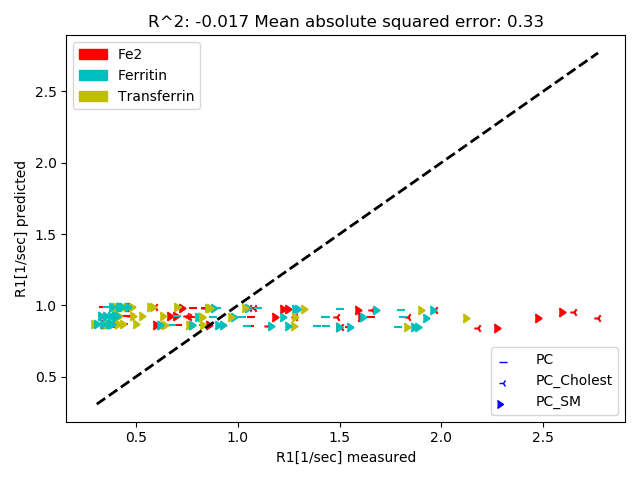 R^2: -0.017 Mean absolute squared error: 0.33
Fe2
Ferritin
Transferrin
2.5
2.0
1.5
1.0
0.5
R1[1/sec] predicted
PC
PC_Cholest
PC_SM
0.5 1.0 1.5 2.0 2.5
R1[1/sec] measured